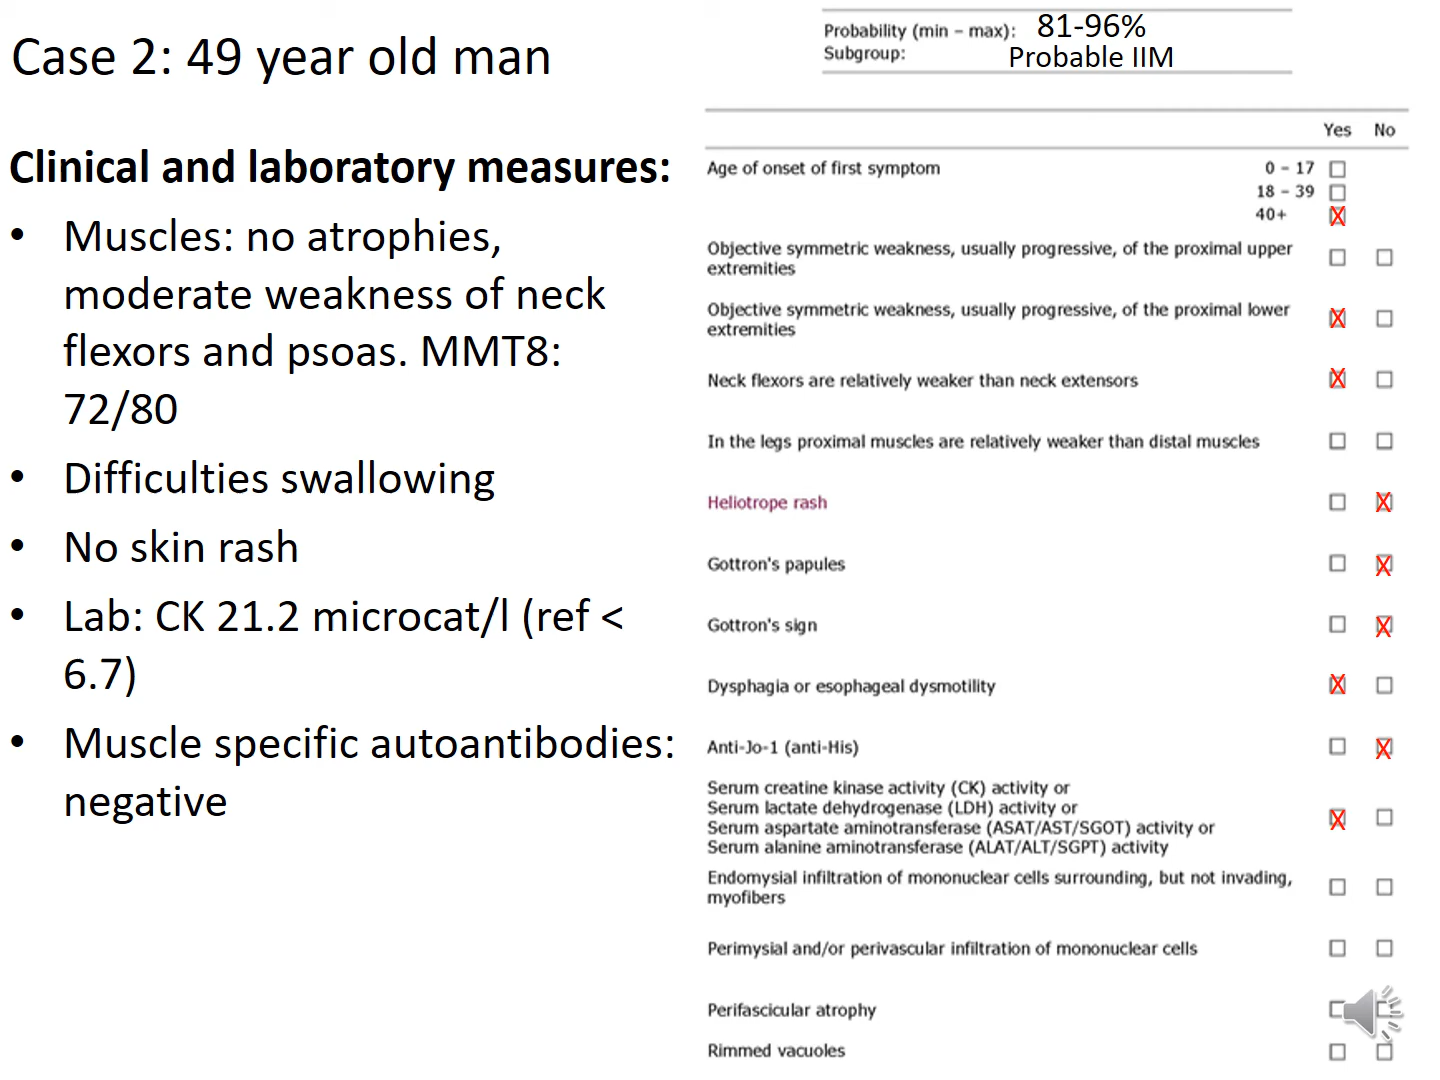 Case 2: 49 year old man
Clinical and laboratory measures:
• Muscles: no atrophies,
moderate weakness of neck
flexors and psoas. MMT8:
72/80
• Difficulties swallowing
• No skin rash
• Lab: CK 21.2 microcat/l (ref <
6.7)
• Muscle specific autoantibodies:
negative
Probability (min – max): 81-96%
Subgroup: Probable IIM
Yes No
Age of onset of first symptom 0 – 17
18 – 39
40+ X
Objective symmetric weakness, usually progressive, of the proximal upper
extremities
Objective symmetric weakness, usually progressive, of the proximal lower
extremities X
Neck flexors are relatively weaker than neck extensors X
In the legs proximal muscles are relatively weaker than distal muscles
Heliotrope rash X
Gottron's papules X
Gottron's sign X
Dysphagia or esophageal dysmotility X
Anti-Jo-1 (anti-His) X
Serum creatine kinase activity (CK) activity or
Serum lactate dehydrogenase (LDH) activity or
Serum aspartate aminotransferase (ASAT/AST/SGOT) activity or X
Serum alanine aminotransferase (ALAT/ALT/SGPT) activity
Endomysial infiltration of mononuclear cells surrounding, but not invading,
myofibers
Perimysial and/or perivascular infiltration of mononuclear cells
Perifascicular atrophy
Rimmed vacuoles